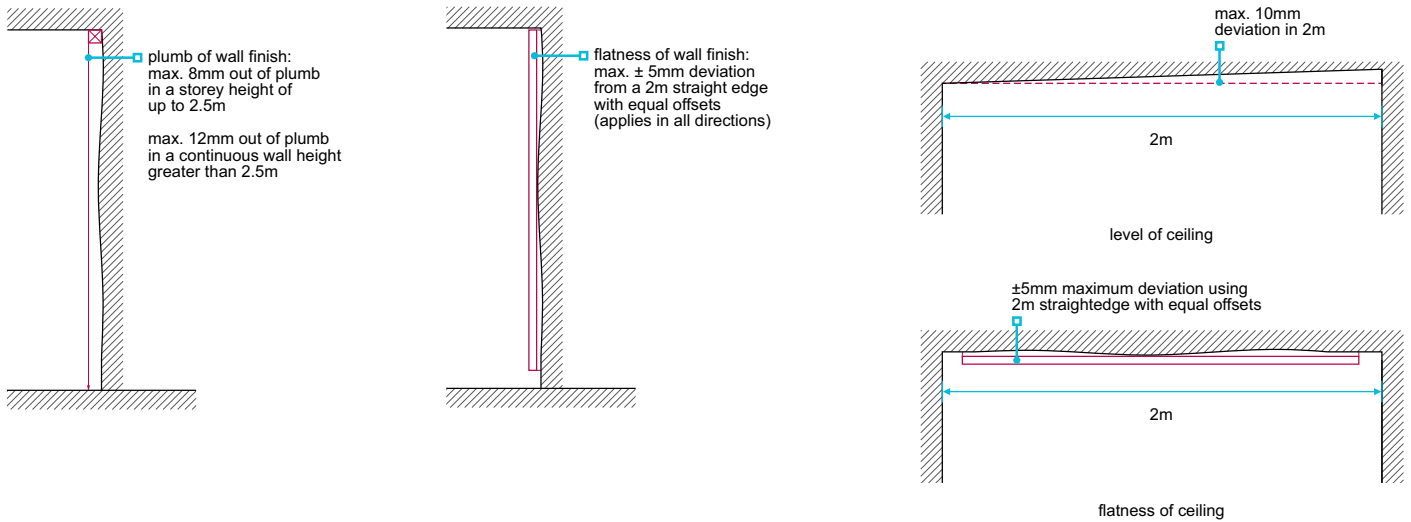 plumb of wall finish:
max. 8mm out of plumb
in a storey height of
up to 2.5m
max. 12mm out of plumb
in a continuous wall height
greater than 2.5m
flatness of wall finish:
max. ± 5mm deviation
from a 2m straight edge
with equal offsets
(applies in all directions)
max. 10mm
deviation in 2m
2m
level of ceiling
±5mm maximum deviation using
2m straightedge with equal offsets
2m
flatness of ceiling